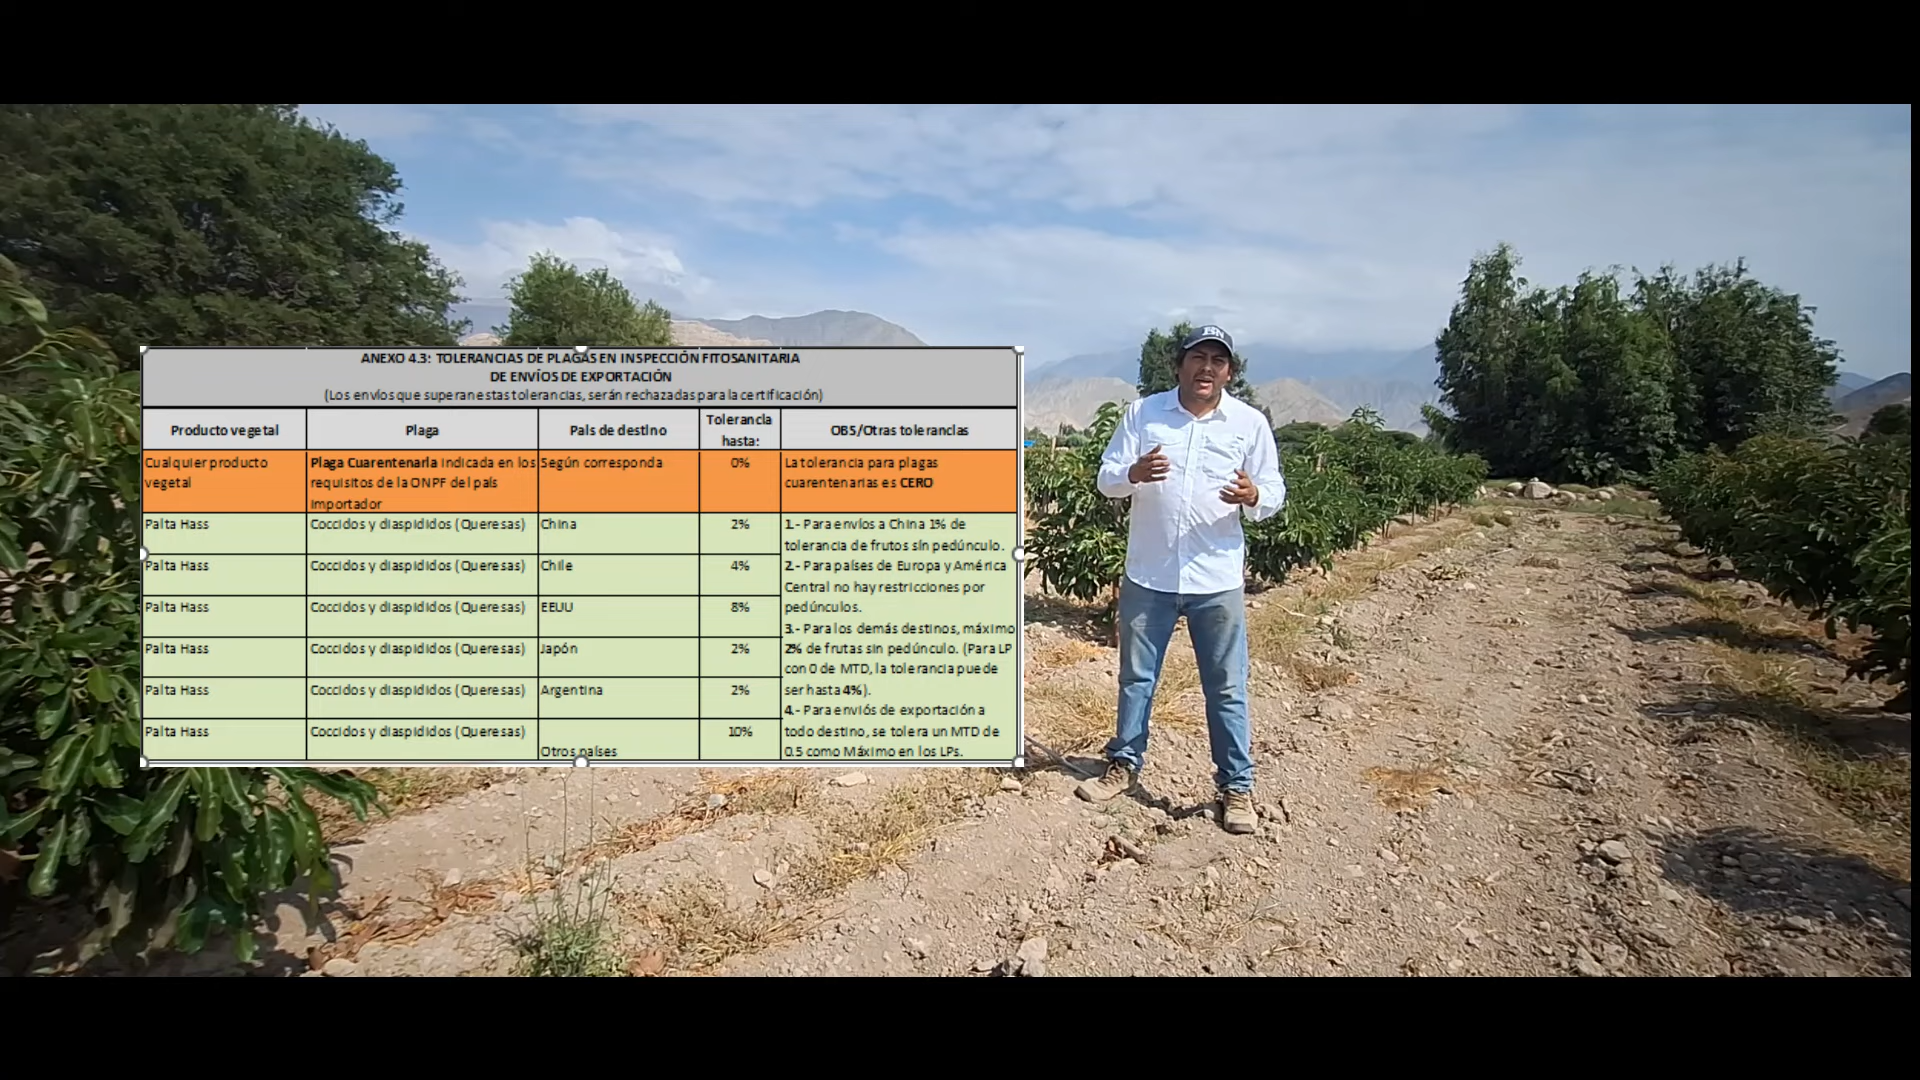 ANEXO 4.3: TOLERANCIAS DE PLAGAS EN INSPECCIÓN FITOSANITARIA
DE ENVÍOS DE EXPORTACIÓN
(Los envíos que superan estas tolerancias, serán rechazadas para la certificación)
Producto vegetal
Plaga
País de destino
Tolerancia
hasta:
OBS/Otras tolerancias
Cualquier producto
vegetal
Plaga Cuarentenaria indicada en los
requisitos de la ONPF del país
importador
Según corresponda
0%
La tolerancia para plagas
cuarentenarias es CERO
Palta Hass
Coccidos y diaspididos (Queresas)
China
2%
Palta Hass
Coccidos y diaspididos (Queresas)
Chile
4%
Palta Hass
Coccidos y diaspididos (Queresas)
EEUU
8%
Palta Hass
Coccidos y diaspididos (Queresas)
Japón
2%
Palta Hass
Coccidos y diaspididos (Queresas)
Argentina
2%
Palta Hass
Coccidos y diaspididos (Queresas)
Otros países
10%
1.- Para envíos a China 1% de
tolerancia de frutos sin pedúnculo.
2.- Para países de Europa y América
Central no hay restricciones por
pedúnculos.
3.- Para los demás destinos, máximo
2% de frutas sin pedúnculo. (Para LP
con 0 de MTD, la tolerancia puede
ser hasta 4%).
4.- Para enviós de exportación a
todo destino, se tolera un MTD de
0.5 como Máximo en los LPs.
BN